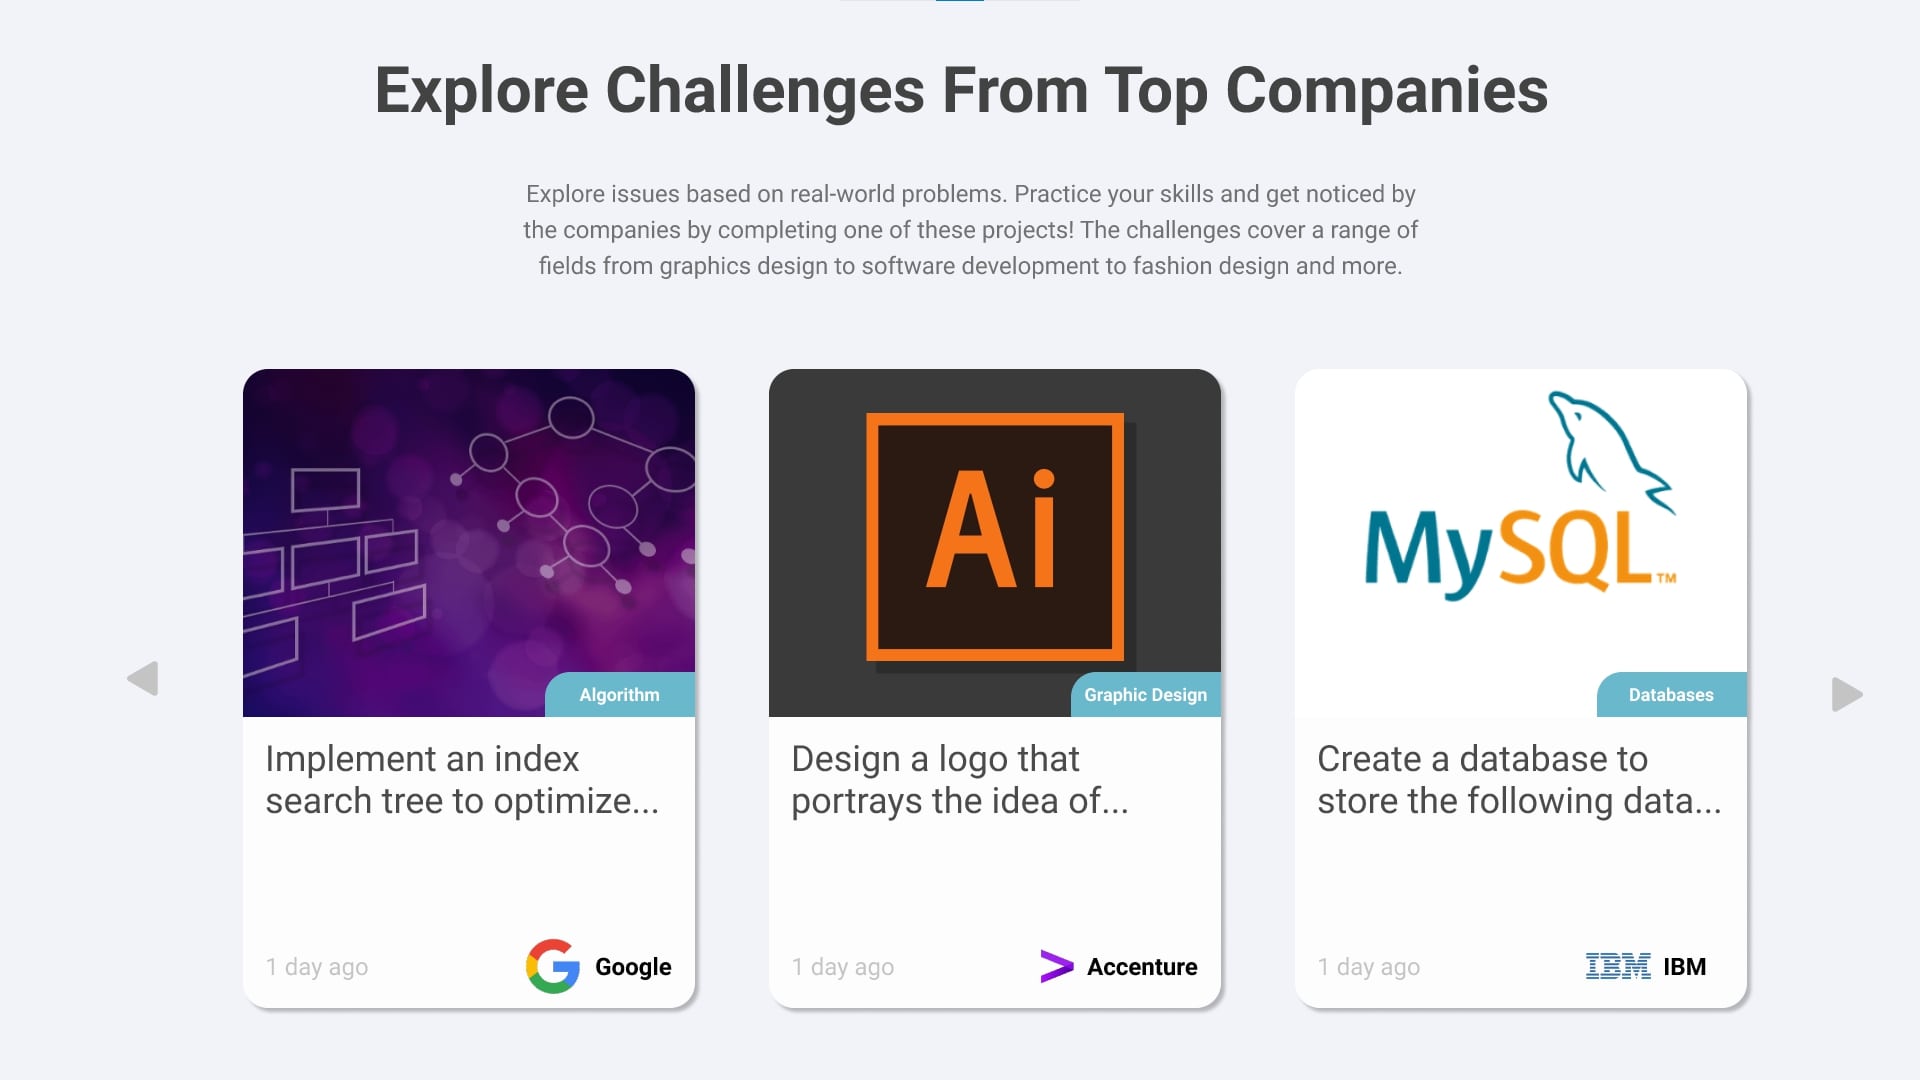 Explore Challenges From Top Companies
Explore issues based on real-world problems. Practice your skills and get noticed by
the companies by completing one of these projects! The challenges cover a range of
fields from graphics design to software development to fashion design and more.
Algorithm
Implement an index
search tree to optimize...
1 day ago
Google
Ai
Graphic Design
Design a logo that
portrays the idea of...
1 day ago
Accenture
MySQL™
Databases
Create a database to
store the following data...
1 day ago
IBM IBM